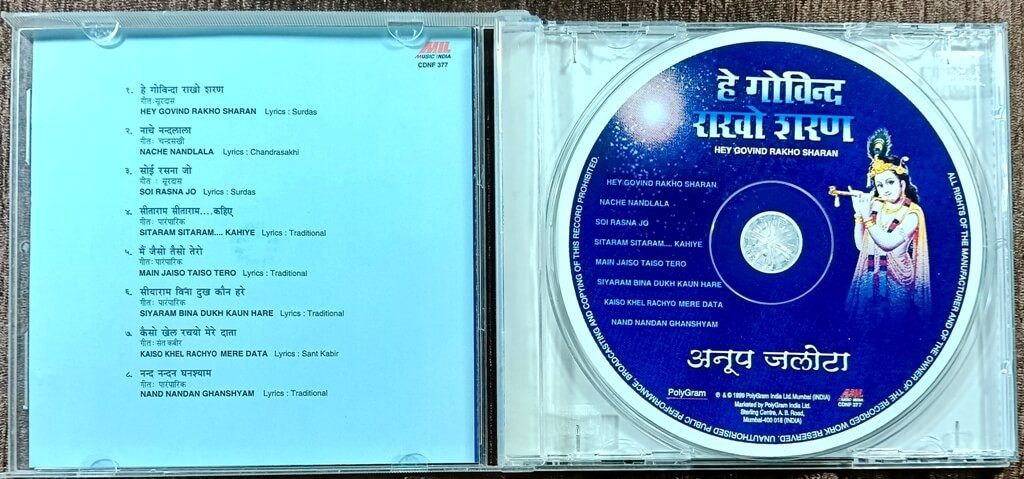 MIL
MUSIC INDIA
CDNF 377
१. हे गोविन्दा राखो शरण
गीत: सूरदास
HEY GOVIND RAKHO SHARAN Lyrics : Surdas
२. नाचे नन्दलाला
गीत: चन्द्रसखी
NACHE NANDLALA Lyrics : Chandrasakhi
३. सोई रसना जो
गीत : सूरदास
SOI RASNA JO Lyrics : Surdas
४. सीताराम सीताराम....कहिए
गीत: पारंपारिक
SITARAM SITARAM.... KAHIYE Lyrics : Traditional
५. मैं जैसो तैसो तेरो
गीत: पारंपारिक
MAIN JAISO TAISO TERO Lyrics : Traditional
६. सीयाराम विना दुख कौन हरे
गीत: पारंपारिक
SIYARAM BINA DUKH KAUN HARE Lyrics : Traditional
७. कैसो खेल रचयो मेरे दाता
गीत: संत कबीर
KAISO KHEL RACHYO MERE DATA Lyrics : Sant Kabir
८. नन्द नन्दन घनश्याम
गीत: पारंपारिक
NAND NANDAN GHANSHYAM Lyrics : Traditional
हे गोविन्द
राखो शरण
HEY GOVIND RAKHO SHARAN
HEY GOVIND RAKHO SHARAN
NACHE NANDLALA
SOI RASNA JO
SITARAM SITARAM.... KAHIYE
MAIN JAISO TAISO TERO
SIYARAM BINA DUKH KAUN HARE
KAISO KHEL RACHYO MERE DATA
NAND NANDAN GHANSHYAM
अनूप जलोटा
PolyGram
℗ & © 1999 PolyGram India Ltd. Mumbai (INDIA)
Marketed by PolyGram India Ltd.
Sterling Centre, A. B. Road,
Mumbai-400 018 (INDIA)
MIL
MUSIC INDIA
CDNF 377
ALL RIGHTS OF THE MANUFACTURER AND OF THE OWNER OF THE RECORDED WORK RESERVED. UNAUTHORISED PUBLIC PERFORMANCE, BROADCASTING AND COPYING OF THIS RECORD PROHIBITED.